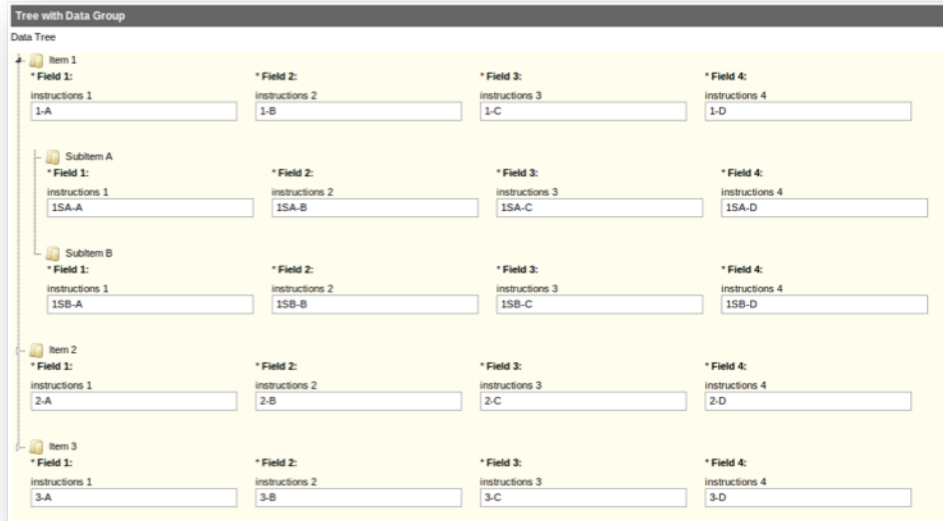 Tree with Data Group
Data Tree
Item 1
* Field 1: * Field 2: * Field 3: * Field 4:
instructions 1 instructions 2 instructions 3 instructions 4
1-A 1-B 1-C 1-D
SubItem A
* Field 1: * Field 2: * Field 3: * Field 4:
instructions 1 instructions 2 instructions 3 instructions 4
1SA-A 1SA-B 1SA-C 1SA-D
SubItem B
* Field 1: * Field 2: * Field 3: * Field 4:
instructions 1 instructions 2 instructions 3 instructions 4
1SB-A 1SB-B 1SB-C 1SB-D
Item 2
* Field 1: * Field 2: * Field 3: * Field 4:
instructions 1 instructions 2 instructions 3 instructions 4
2-A 2-B 2-C 2-D
Item 3
* Field 1: * Field 2: * Field 3: * Field 4:
instructions 1 instructions 2 instructions 3 instructions 4
3-A 3-B 3-C 3-D